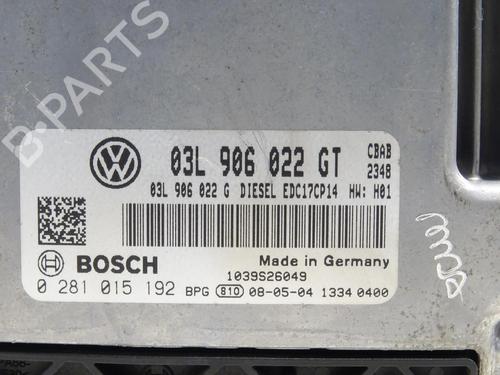 03L 906 022 GT CBAB 2348
03L 906 022 G DIESEL EDC17CP14 HW: H01
BOSCH Made in Germany
1039S26049
0 281 015 192 BPG 810 08-05-04 1334 0400